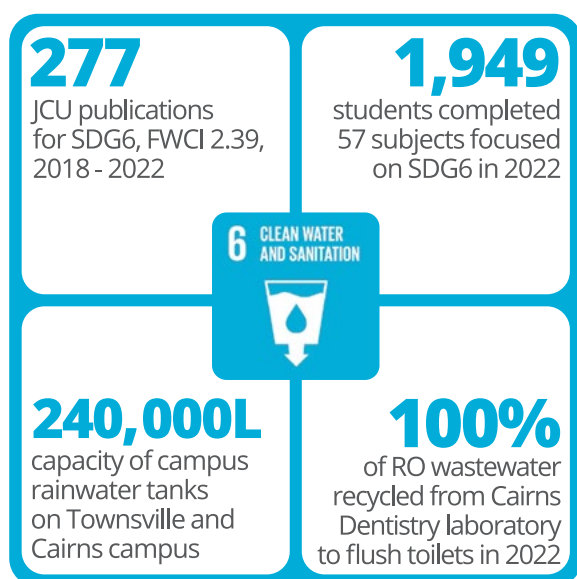 277
JCU publications
for SDG6, FWCI 2.39,
2018 - 2022
1,949
students completed
57 subjects focused
on SDG6 in 2022
6 CLEAN WATER
AND SANITATION
240,000L
capacity of campus
rainwater tanks
on Townsville and
Cairns campus
100%
of RO wastewater
recycled from Cairns
Dentistry laboratory
to flush toilets in 2022